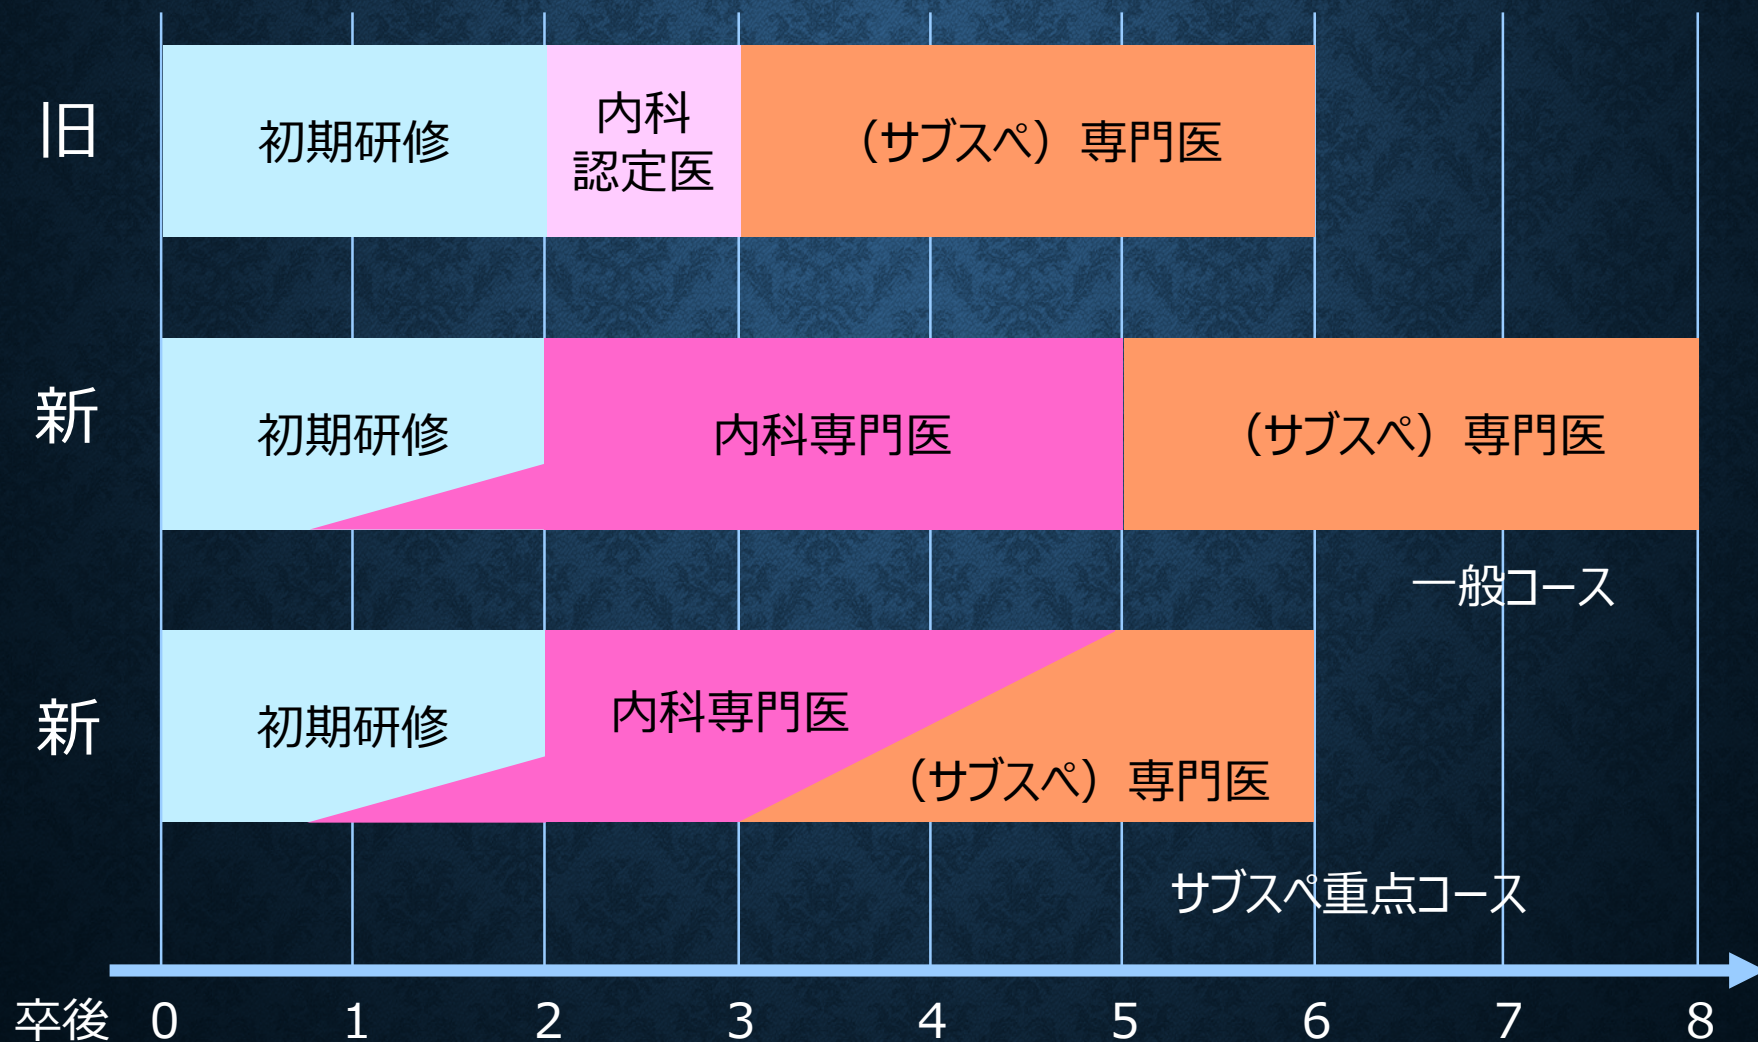 旧
初期研修
内科
認定医
（サブスペ）専門医
新
初期研修
内科専門医
（サブスペ）専門医
一般コース
新
初期研修
内科専門医
（サブスペ）専門医
サブスペ重点コース
卒後 0 1 2 3 4 5 6 7 8